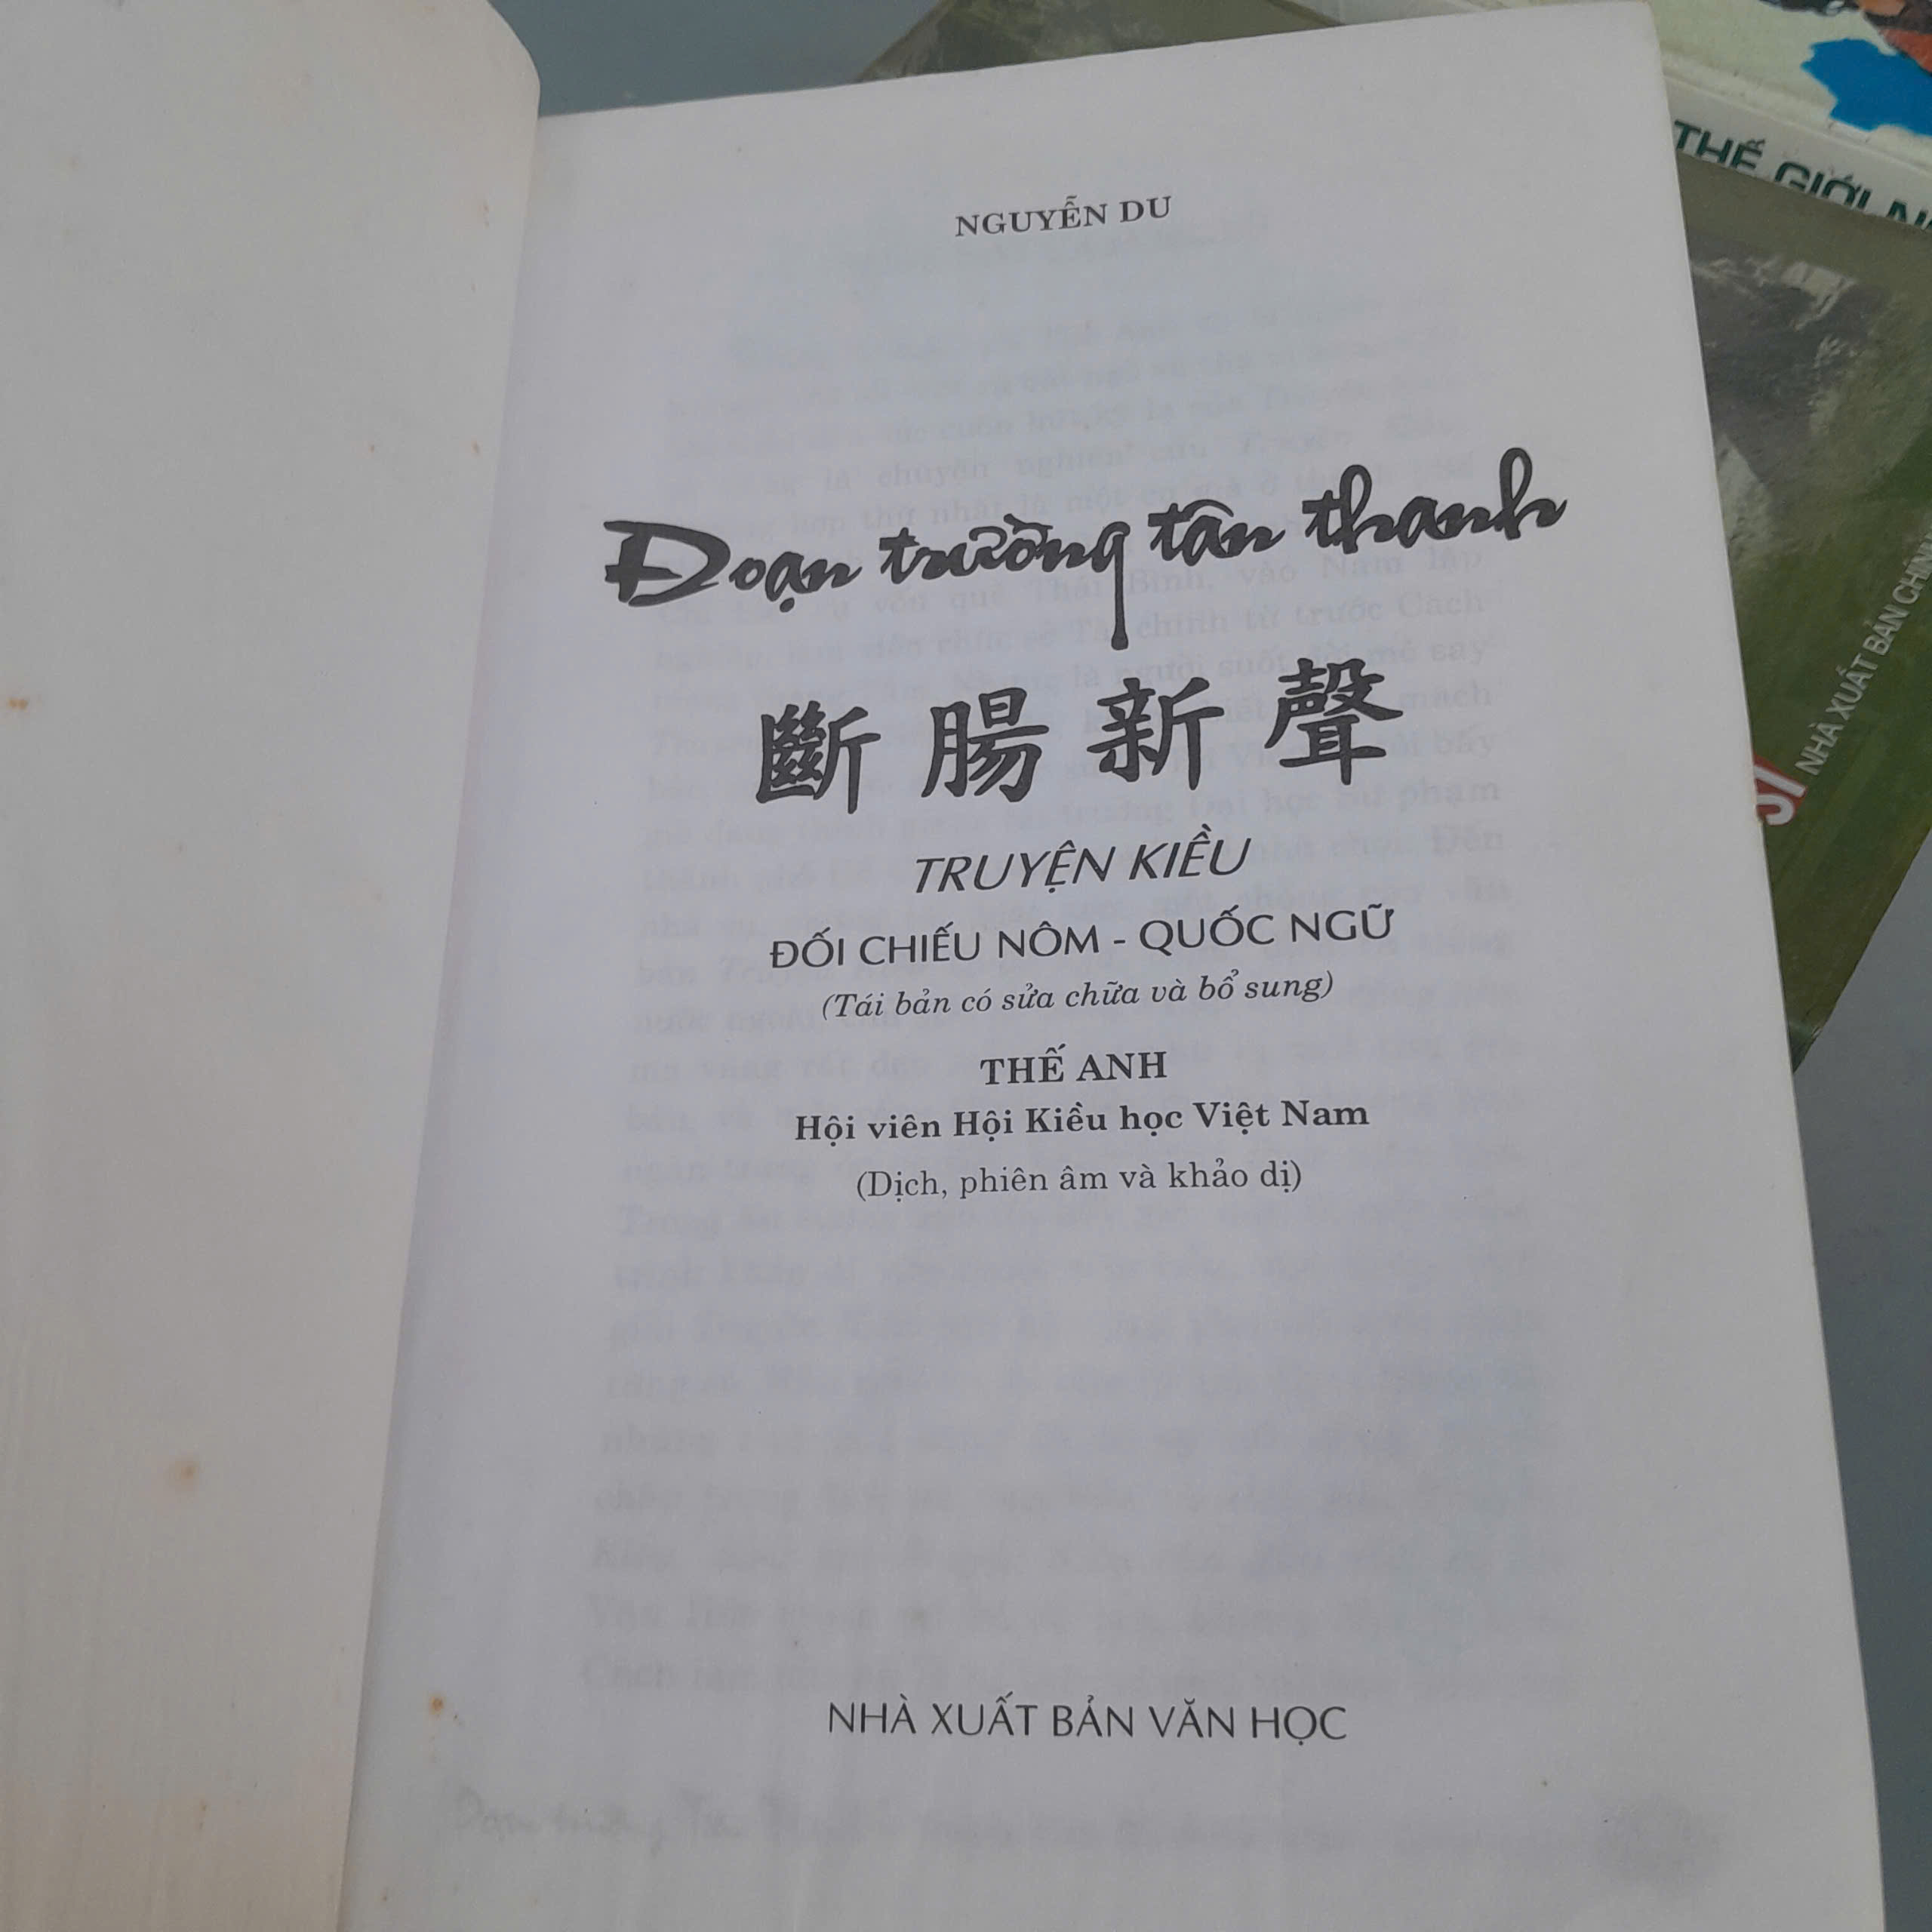 NGUYỄN DU
Đoạn trường tân thanh
斷腸新聲
TRUYỆN KIỀU
ĐỐI CHIẾU NÔM - QUỐC NGỮ
(Tái bản có sửa chữa và bổ sung)
THẾ ANH
Hội viên Hội Kiều học Việt Nam
(Dịch, phiên âm và khảo dị)
NHÀ XUẤT BẢN VĂN HỌC
THẾ GIỚI
NHÀ XUẤT BẢN